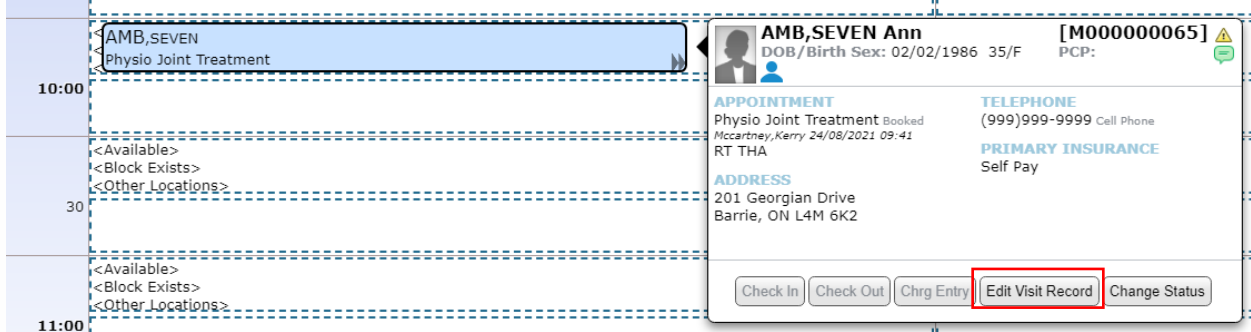 AMB,SEVEN
Physio Joint Treatment
10:00
<Available>
<Block Exists>
<Other Locations>
30
<Available>
<Block Exists>
<Other Locations>
11:00
AMB,SEVEN Ann [M000000065]
DOB/Birth Sex: 02/02/1986 35/F PCP:
APPOINTMENT
Physio Joint Treatment Booked
Mccartney,Kerry 24/08/2021 09:41
RT THA
ADDRESS
201 Georgian Drive
Barrie, ON L4M 6K2
TELEPHONE
(999)999-9999 Cell Phone
PRIMARY INSURANCE
Self Pay
Check In Check Out Chrg Entry Edit Visit Record Change Status